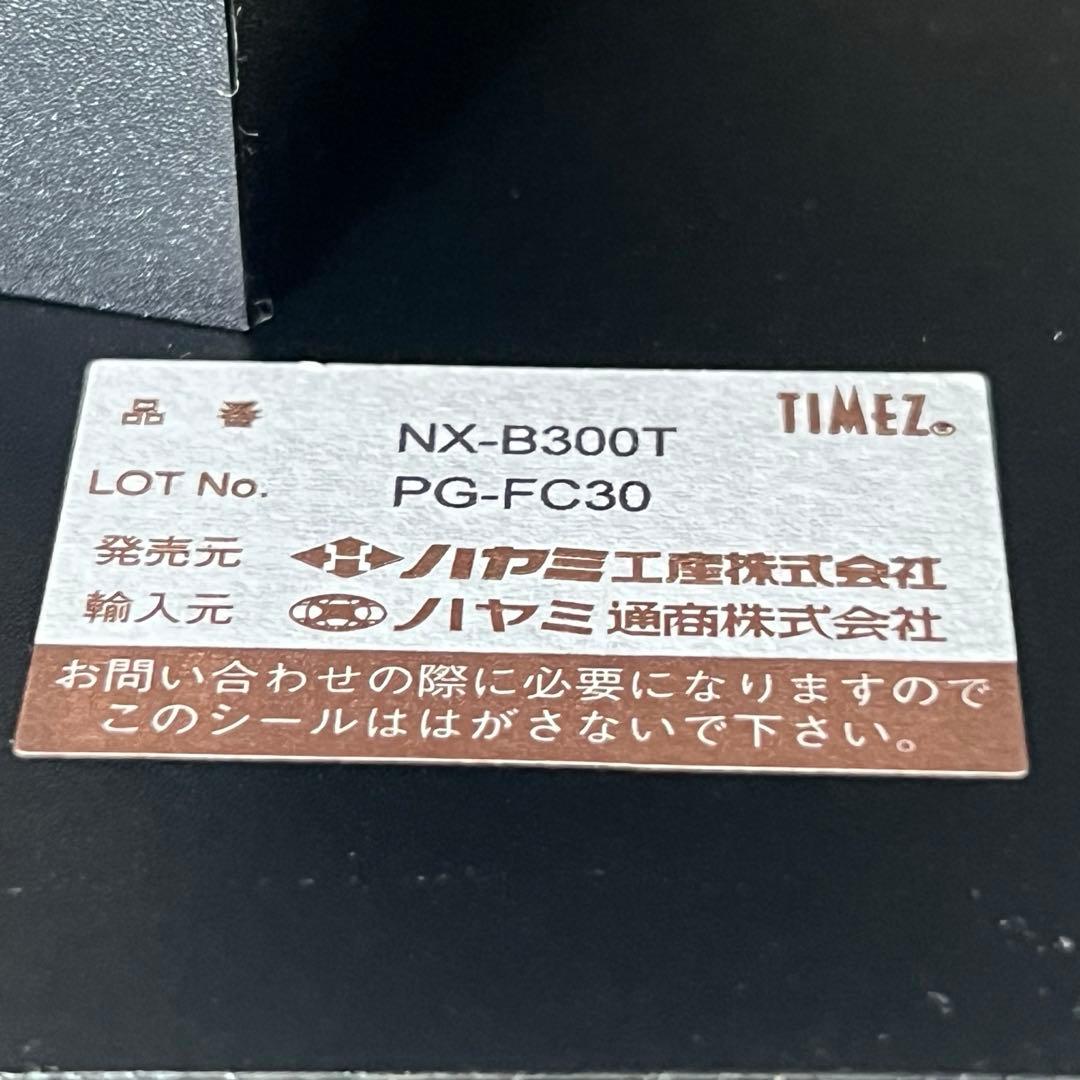 TIMEZ®
品 番 NX-B300T
LOT No. PG-FC30
発売元 ハヤミ工産株式会社
輸入元 ハヤミ通商株式会社
お問い合わせの際に必要になりますので
このシールははがさないで下さい。